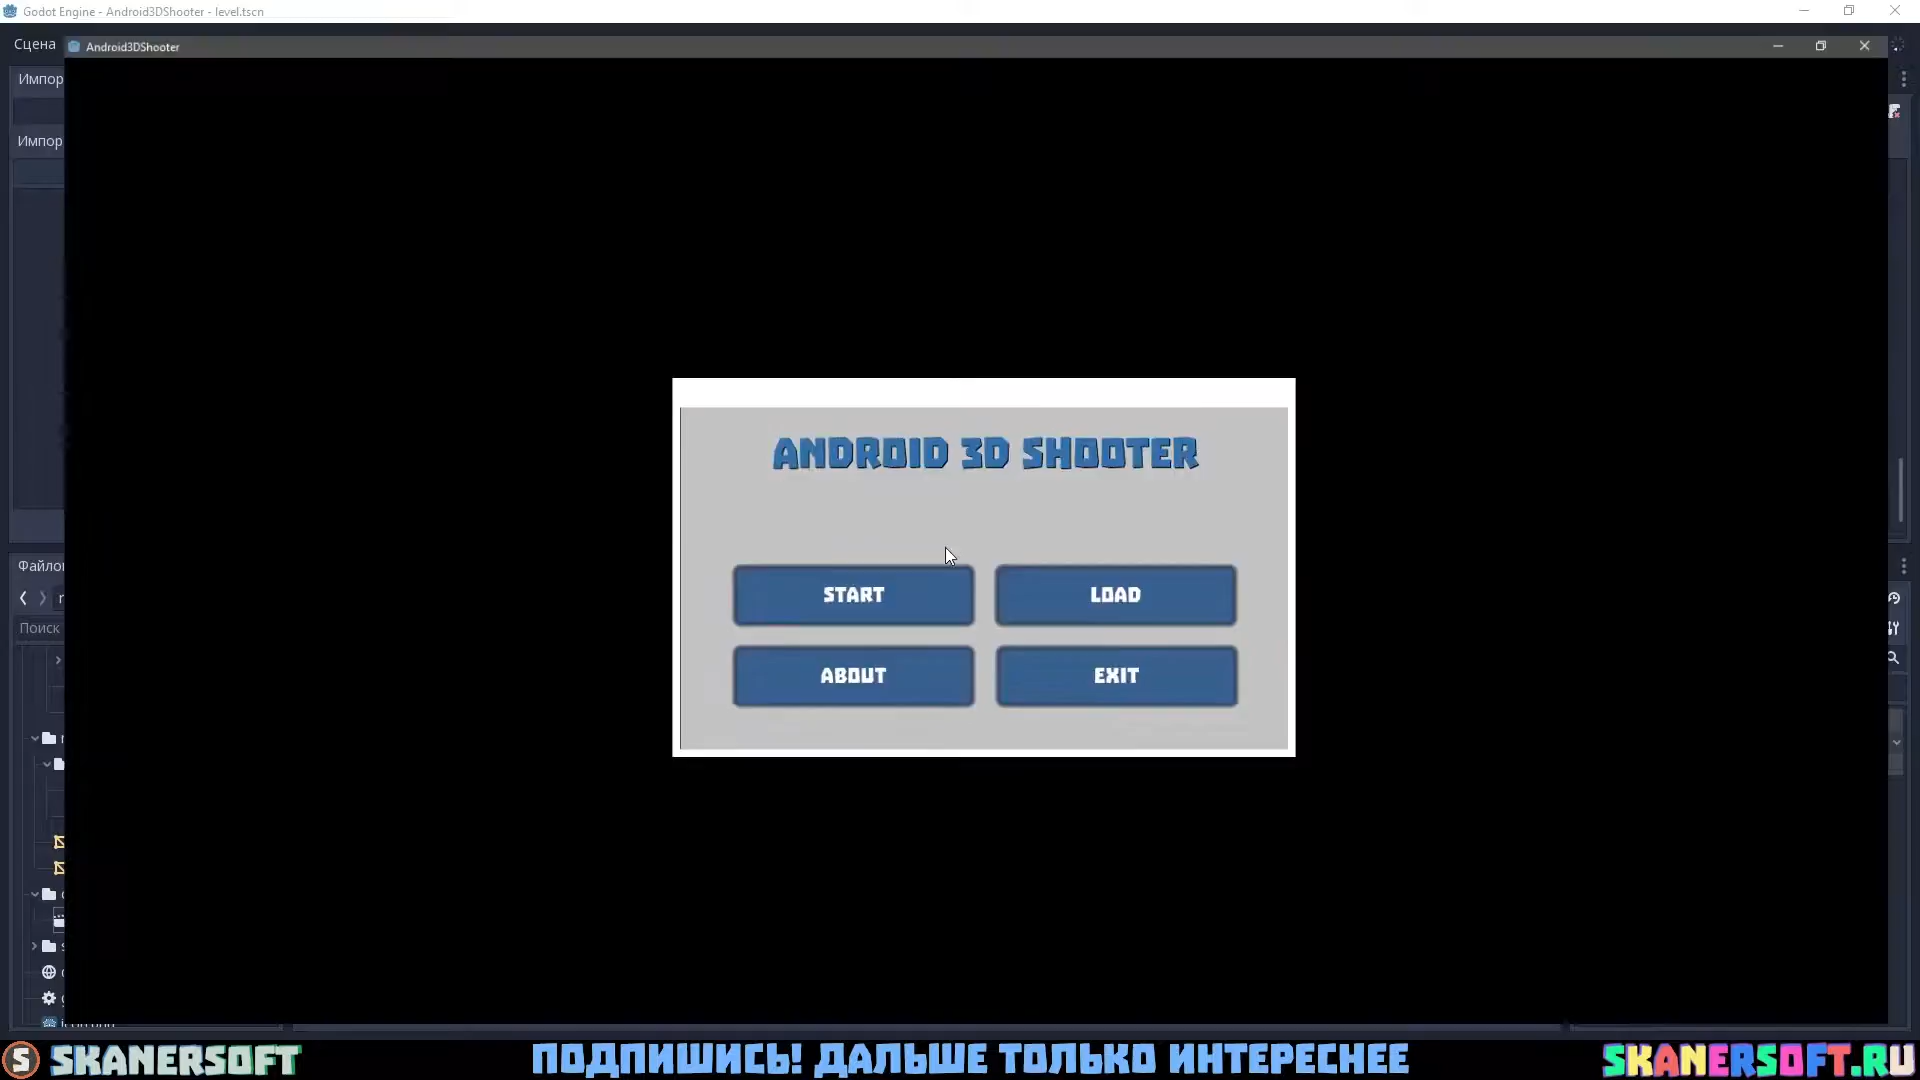 Godot Engine - Android3DShooter - level.tscn
Сцена
Android3DShooter
Импор
Импор
ANDROID 3D SHOOTER
START
LOAD
ABOUT
EXIT
Файло
Поиск
S SKANERSOFT
ПОДПИШИСЬ! ДАЛЬШЕ ТОЛЬКО ИНТЕРЕСНЕЕ
SKANERSOFT.RU